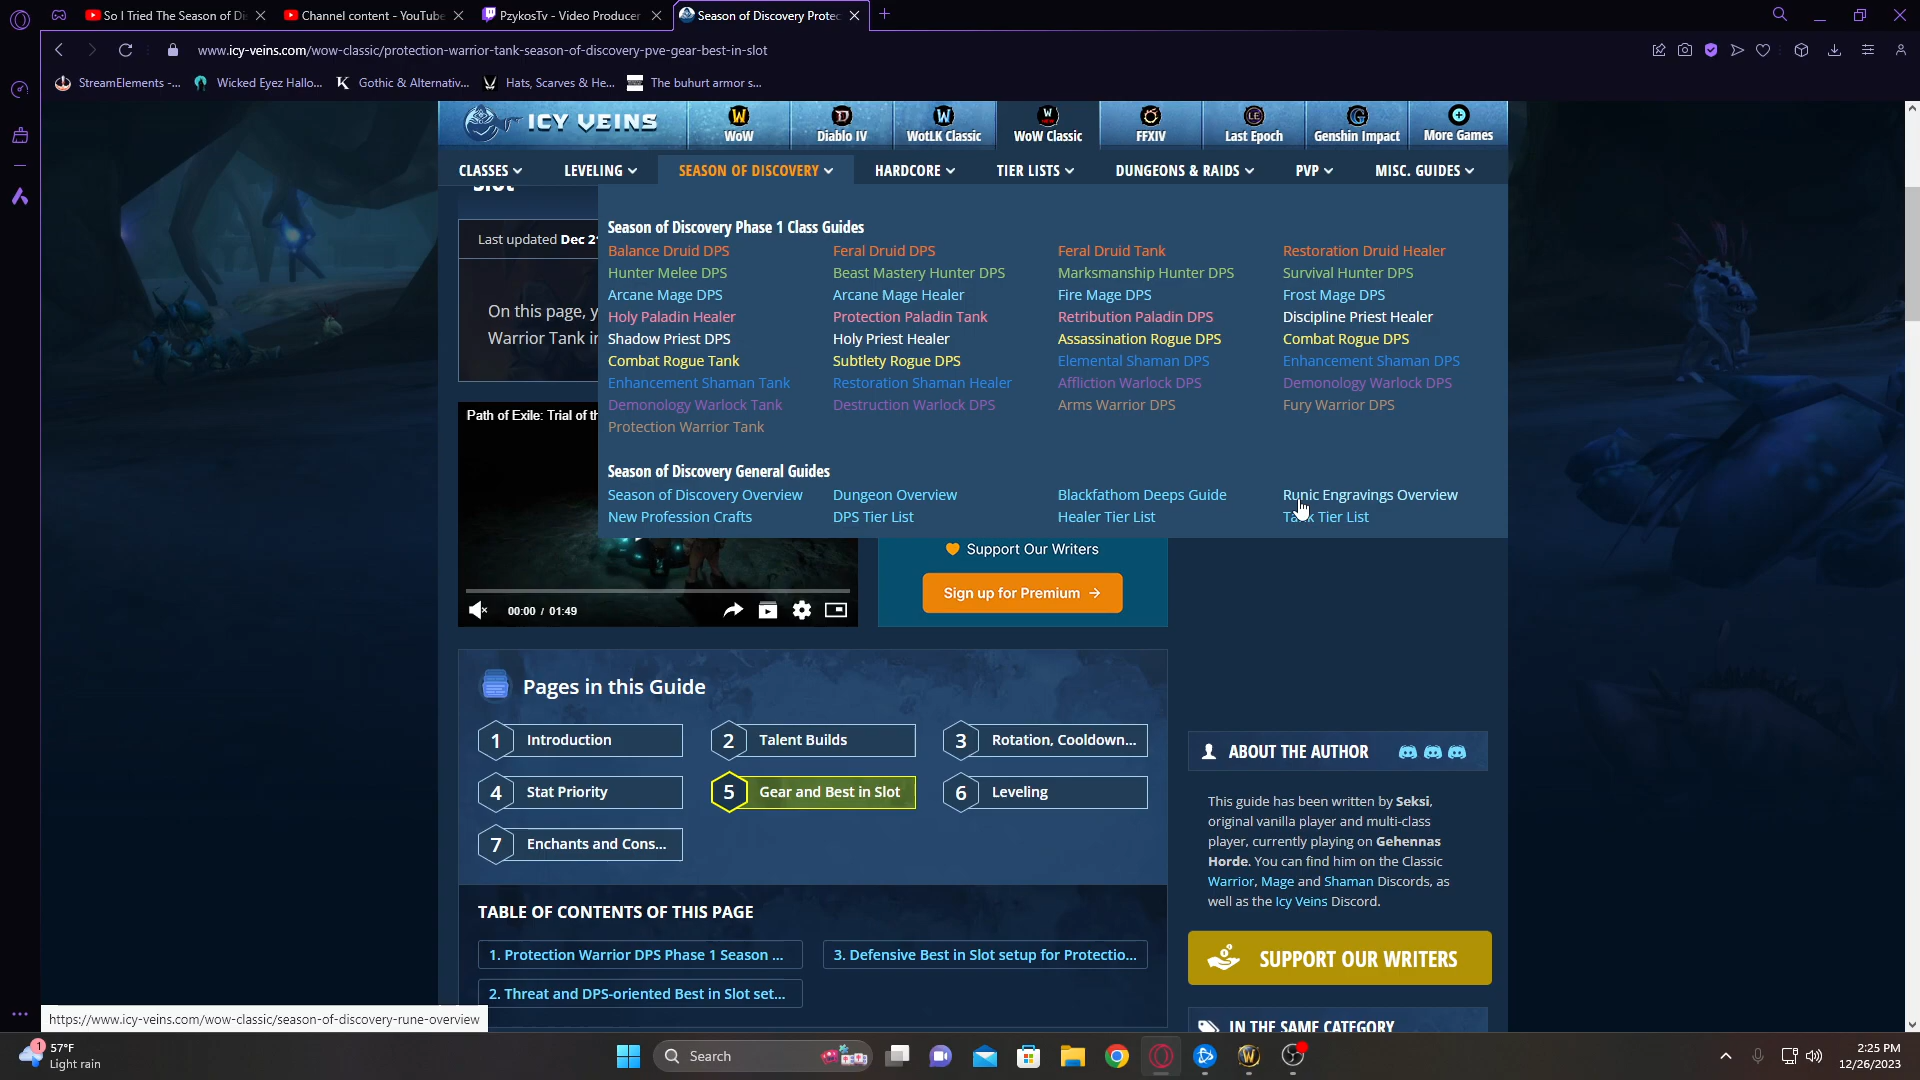 So I Tried The Season of Di
Channel content - YouTube
PzykosTv - Video Producer
Season of Discovery Protec
www.icy-veins.com/wow-classic/protection-warrior-tank-season-of-discovery-pve-gear-best-in-slot
StreamElements -...
Wicked Eyez Hallo...
Gothic & Alternativ...
Hats, Scarves & He...
The buhurt armor s...
ICY VEINS
WoW
Diablo IV
WotLK Classic
WoW Classic
FFXIV
Last Epoch
Genshin Impact
More Games
CLASSES
LEVELING
SEASON OF DISCOVERY
HARDCORE
TIER LISTS
DUNGEONS & RAIDS
PVP
MISC. GUIDES
Slot
Last updated Dec 2
On this page, y
Warrior Tank in
Season of Discovery Phase 1 Class Guides
Balance Druid DPS Feral Druid DPS Feral Druid Tank Restoration Druid Healer
Hunter Melee DPS Beast Mastery Hunter DPS Marksmanship Hunter DPS Survival Hunter DPS
Arcane Mage DPS Arcane Mage Healer Fire Mage DPS Frost Mage DPS
Holy Paladin Healer Protection Paladin Tank Retribution Paladin DPS Discipline Priest Healer
Shadow Priest DPS Holy Priest Healer Assassination Rogue DPS Combat Rogue DPS
Combat Rogue Tank Subtlety Rogue DPS Elemental Shaman DPS Enhancement Shaman DPS
Enhancement Shaman Tank Restoration Shaman Healer Affliction Warlock DPS Demonology Warlock DPS
Demonology Warlock Tank Destruction Warlock DPS Arms Warrior DPS Fury Warrior DPS
Protection Warrior Tank
Season of Discovery General Guides
Season of Discovery Overview Dungeon Overview Blackfathom Deeps Guide Runic Engravings Overview
New Profession Crafts DPS Tier List Healer Tier List Tank Tier List
Path of Exile: Trial of th
00:00 / 01:49
Support Our Writers
Sign up for Premium →
Pages in this Guide
1 Introduction
2 Talent Builds
3 Rotation, Cooldown...
4 Stat Priority
5 Gear and Best in Slot
6 Leveling
7 Enchants and Cons...
TABLE OF CONTENTS OF THIS PAGE
1. Protection Warrior DPS Phase 1 Season ...
3. Defensive Best in Slot setup for Protectio...
2. Threat and DPS-oriented Best in Slot set...
ABOUT THE AUTHOR
This guide has been written by Seksi,
original vanilla player and multi-class
player, currently playing on Gehennas
Horde. You can find him on the Classic
Warrior, Mage and Shaman Discords, as
well as the Icy Veins Discord.
SUPPORT OUR WRITERS
IN THE SAME CATEGORY
https://www.icy-veins.com/wow-classic/season-of-discovery-rune-overview
1
57°F
Light rain
Search
2:25 PM
12/26/2023